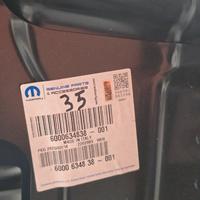 mopar
GENUINE PARTS
& ACCESSORIES
35
6000634838 -001
MADE IN ITALY
6000 6348 38 -001